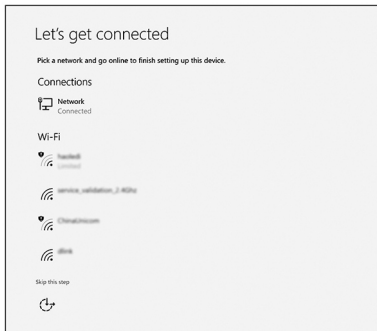 Let's get connected
Pick a network and go online to finish setting up this device.
Connections
Network
Connected
Wi-Fi
Limited
service_validation_2.4Ghz
ChinaUnicom
dlink
Skip this step